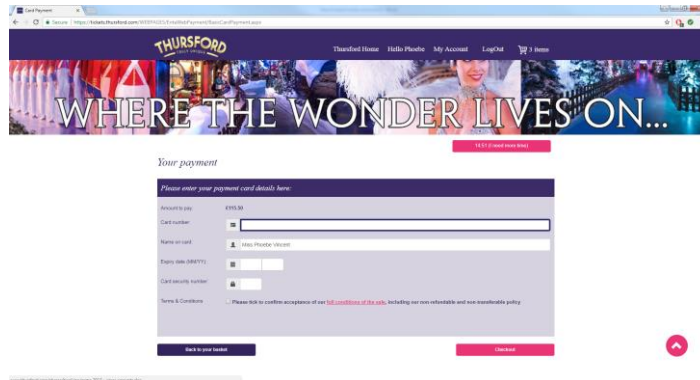 Card Payment
Secure | https://tickets.thursford.com/
THURSFORD
Thursford Home Hello Phoebe My Account LogOut 3 items
WHERE THE WONDER LIVES ON...
(I need more time)
Your payment
Please enter your payment card details here:
Amount to pay:
Card number:
Name on card: Miss Phoebe Vincent
Expiry date (MM/YY):
Card security number:
Terms & Conditions Please tick to confirm acceptance of our full conditions of the sale, including our non-refundable and non-transferable policy
Back to your basket Checkout